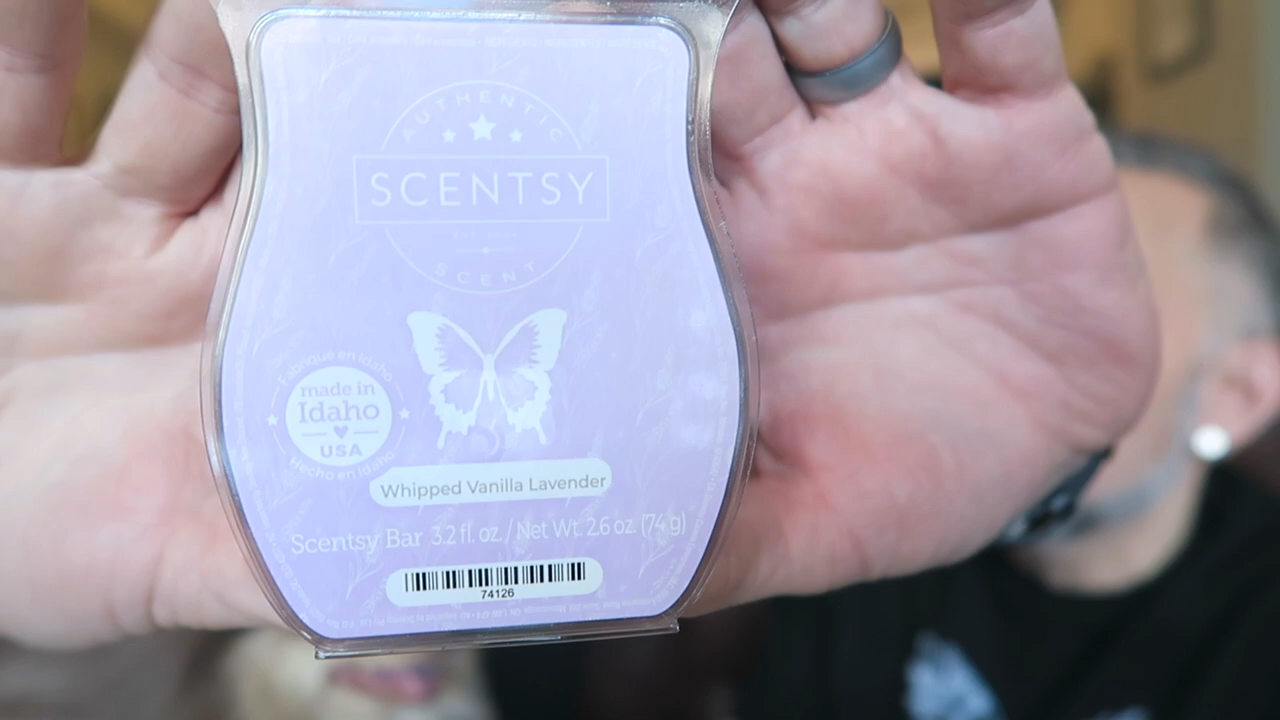 AUTHENTIC
SCENTSY
SCENT
Fabriqué en Idaho
made in
Idaho
USA
Hecho en Idaho
Whipped Vanilla Lavender
Scentsy Bar 3.2 fl. oz. / Net Wt. 2.6 oz. (74 g)
74126